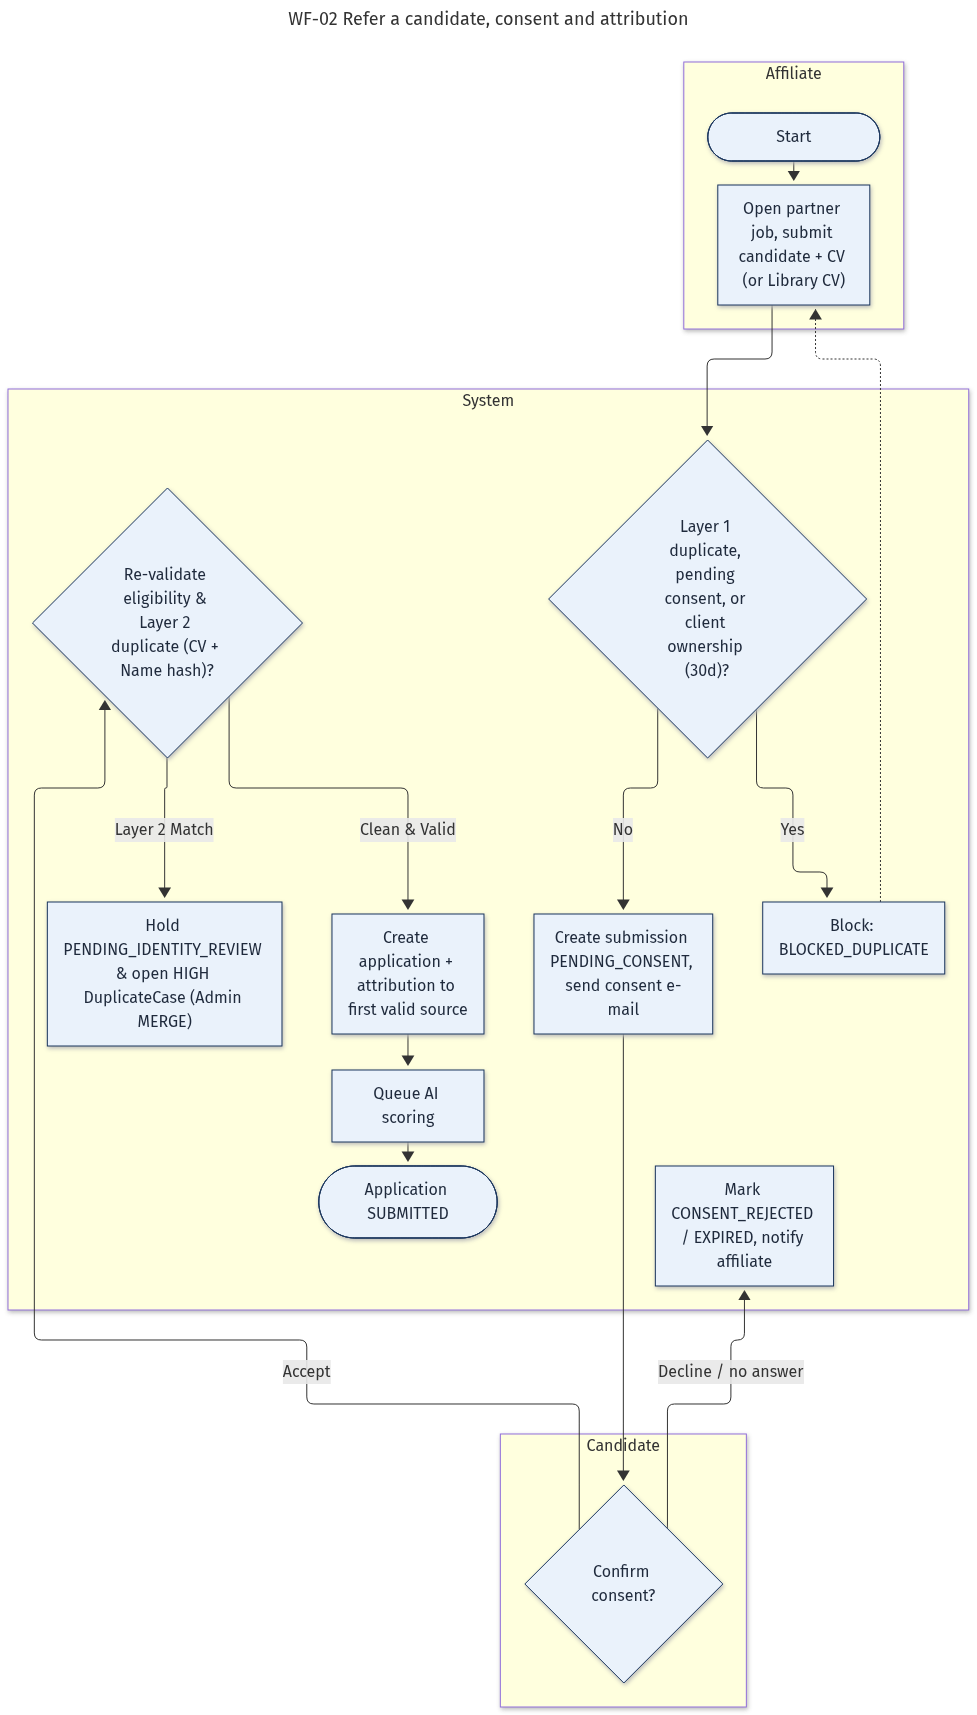 WF-02 Refer a candidate, consent and attribution
Affiliate
Start
Open partner
job, submit
candidate + CV
(or Library CV)
System
Layer 1
duplicate,
pending
consent, or
client
ownership
(30d)?
Re-validate
eligibility &
Layer 2
duplicate (CV +
Name hash)?
Layer 2 Match
Clean & Valid
No
Yes
Hold
PENDING_IDENTITY_REVIEW
& open HIGH
DuplicateCase (Admin
MERGE)
Create
application +
attribution to
first valid source
Create submission
PENDING_CONSENT,
send consent e-
mail
Block:
BLOCKED_DUPLICATE
Queue AI
scoring
Application
SUBMITTED
Mark
CONSENT_REJECTED
/ EXPIRED, notify
affiliate
Accept
Decline / no answer
Candidate
Confirm
consent?